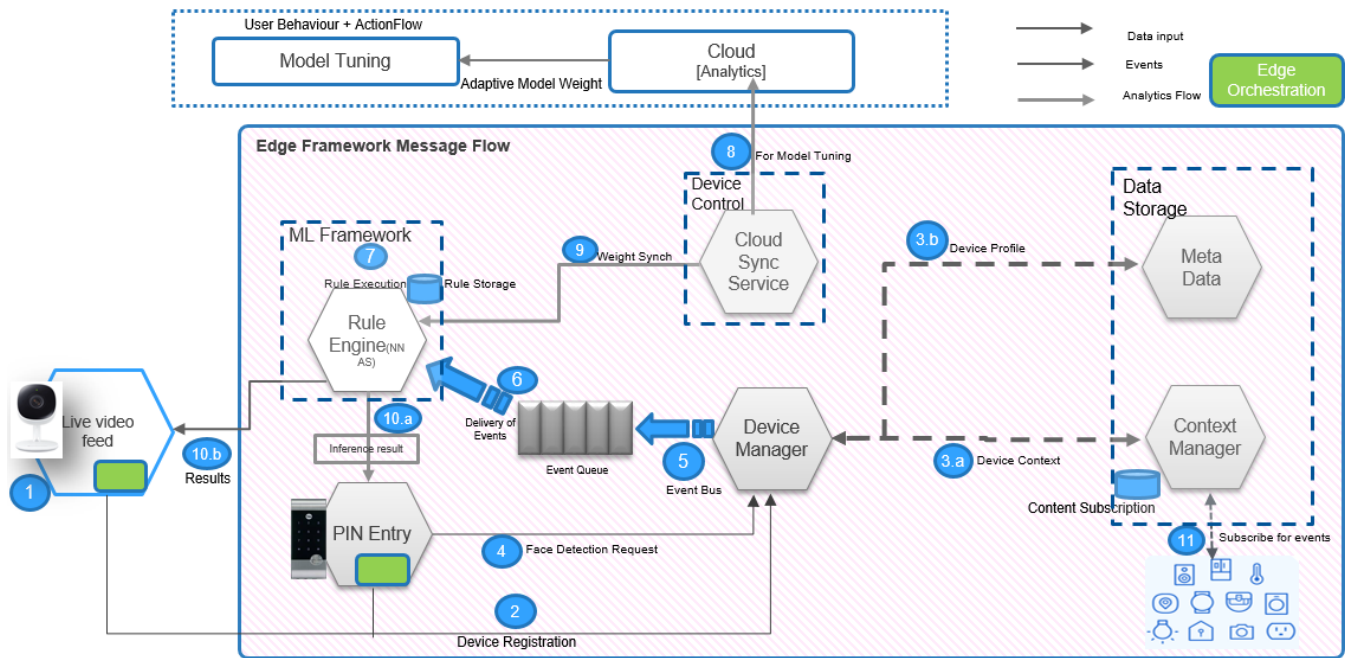 User Behaviour + ActionFlow
Model Tuning
Adaptive Model Weight
Cloud
[Analytics]
Data input
Events
Analytics Flow
Edge
Orchestration
Edge Framework Message Flow
8
For Model Tuning
Device
Control
Cloud
Sync
Service
9
Weight Synch
ML Framework
7
Rule Execution
Rule Storage
Rule
Engine(NN
AS)
Data
Storage
3.b
Device Profile
Meta
Data
Live video
feed
1
10.b
Results
10.a
Inference result
6
Delivery of
Events
Event Queue
5
Event Bus
Device
Manager
3.a
Device Context
Context
Manager
Content Subscription
11
Subscribe for events
PIN Entry
4
Face Detection Request
2
Device Registration